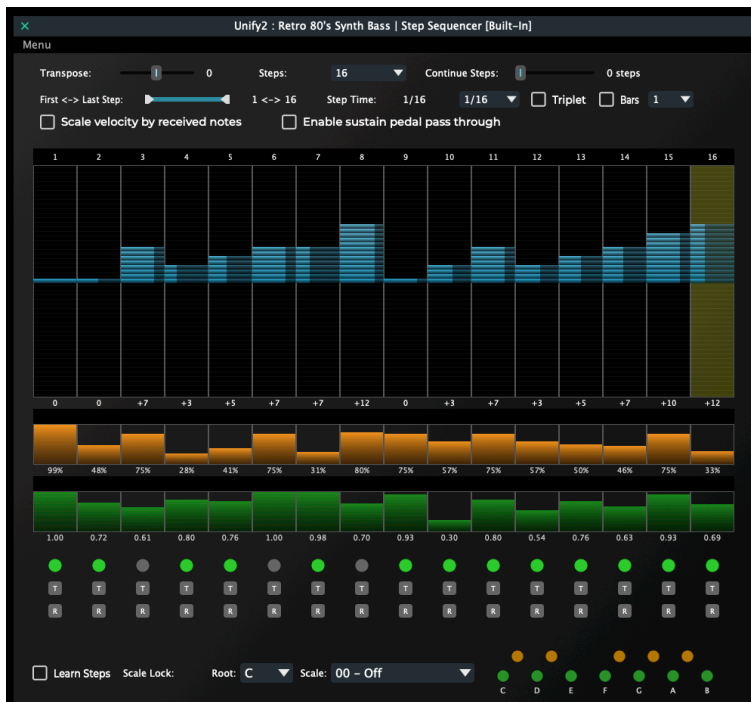 Unify2 : Retro 80's Synth Bass | Step Sequencer [Built-In]
Menu
Transpose: 0 Steps: 16 Continue Steps: 0 steps
First <-> Last Step: 1 <-> 16 Step Time: 1/16 1/16 Triplet Bars 1
Scale velocity by received notes Enable sustain pedal pass through
1 2 3 4 5 6 7 8 9 10 11 12 13 14 15 16
0 0 +7 +3 +5 +7 +7 +12 0 +3 +7 +3 +5 +7 +10 +12
99% 48% 75% 28% 41% 75% 31% 80% 75% 57% 75% 57% 50% 46% 75% 33%
1.00 0.72 0.61 0.80 0.76 1.00 0.98 0.70 0.93 0.30 0.80 0.54 0.76 0.63 0.93 0.69
T T T T T T T T T T T T T T T T
R R R R R R R R R R R R R R R R
Learn Steps Scale Lock: Root: C Scale: 00 – Off
C D E F G A B